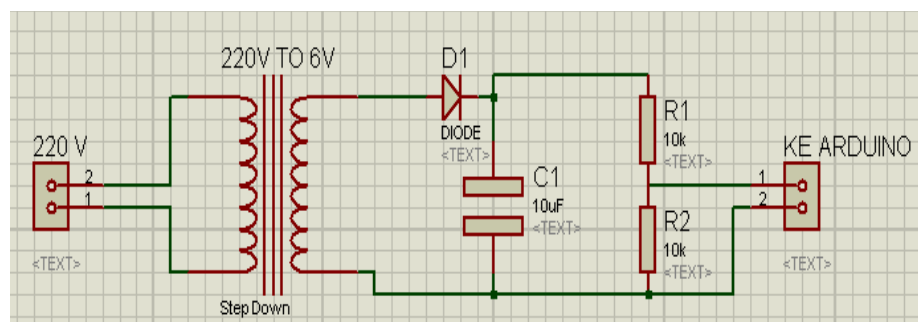 220V TO 6V
D1
DIODE
<TEXT>
R1
10k
<TEXT>
220 V
2
1
<TEXT>
C1
10uF
<TEXT>
KE ARDUINO
1
2
<TEXT>
R2
10k
<TEXT>
Step Down